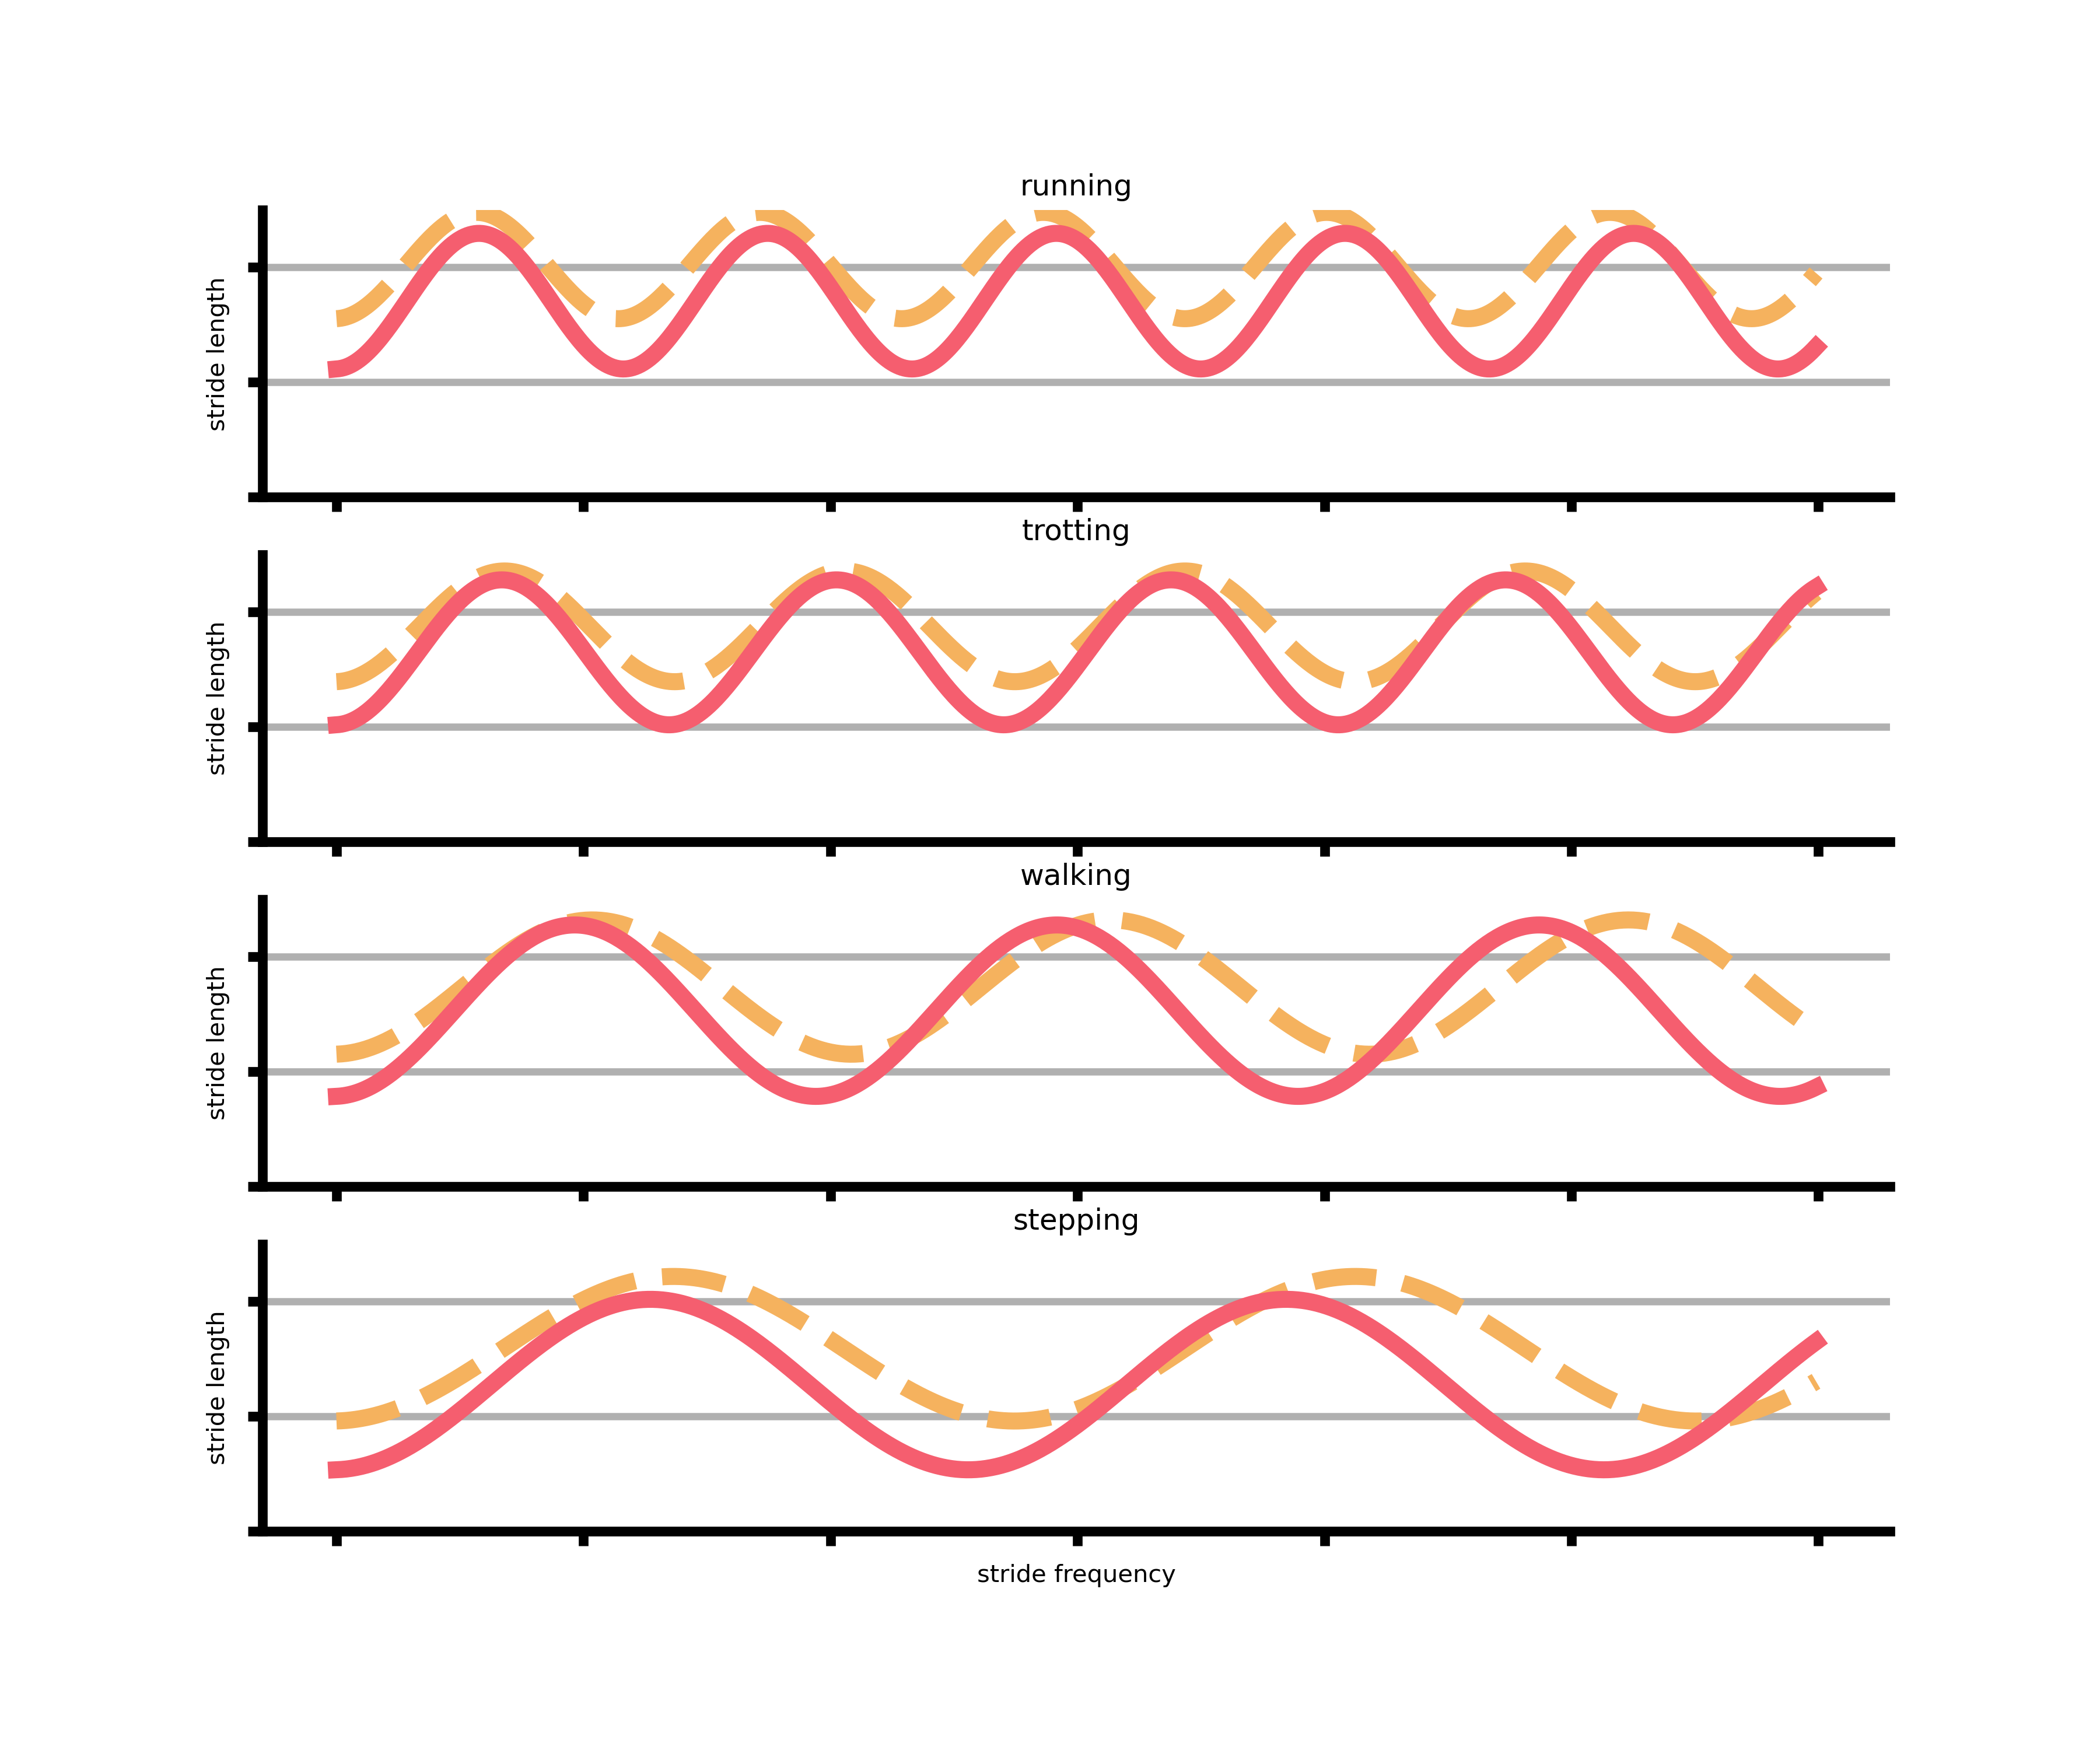 running
stride length
trotting
stride length
walking
stride length
stepping
stride length
stride frequency